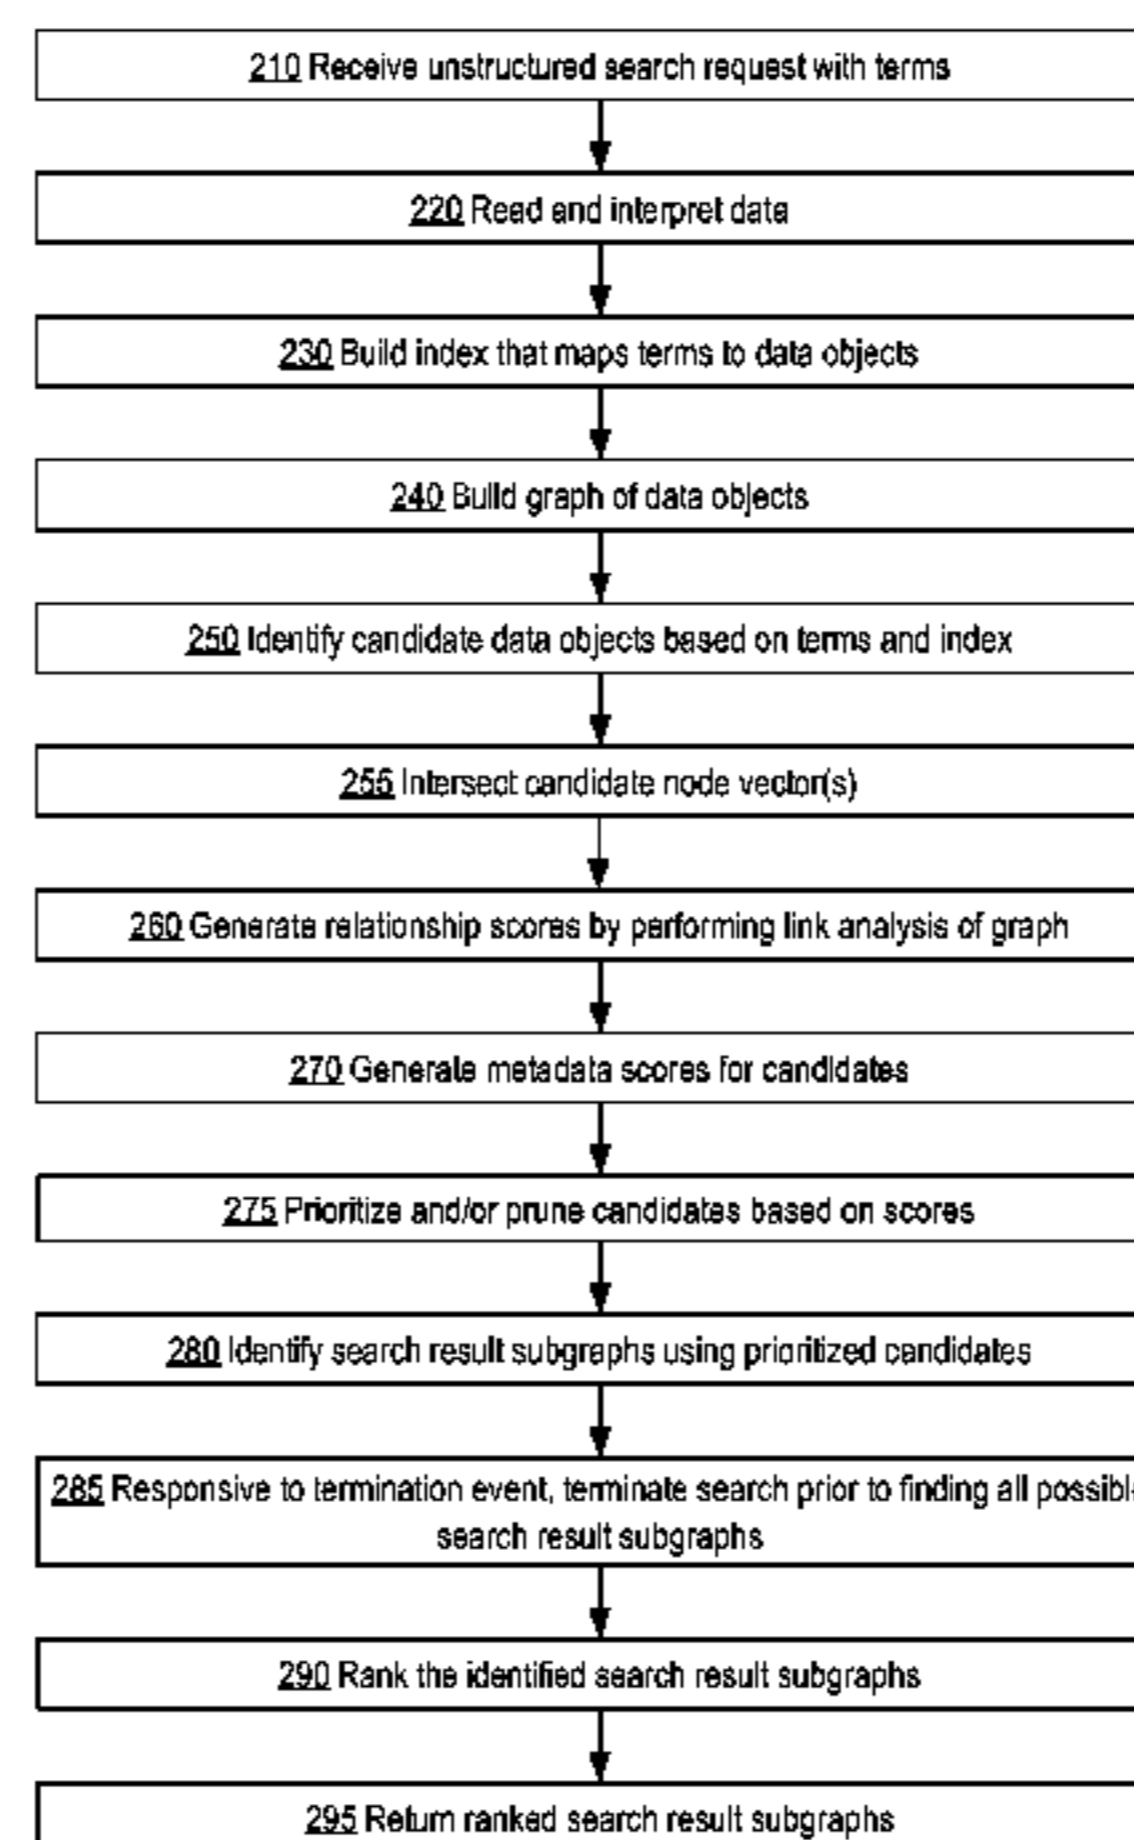 210 Receive unstructured search request with terms
220 Read and interpret data
230 Build index that maps terms to data objects
240 Build graph of data objects
250 Identify candidate data objects based on terms and index
255 Intersect candidate node vector(s)
260 Generate relationship scores by performing link analysis of graph
270 Generate metadata scores for candidates
275 Prioritize and/or prune candidates based on scores
280 Identify search result subgraphs using prioritized candidates
285 Responsive to termination event, terminate search prior to finding all possibl
search result subgraphs
290 Rank the identified search result subgraphs
295 Return ranked search result subgraphs